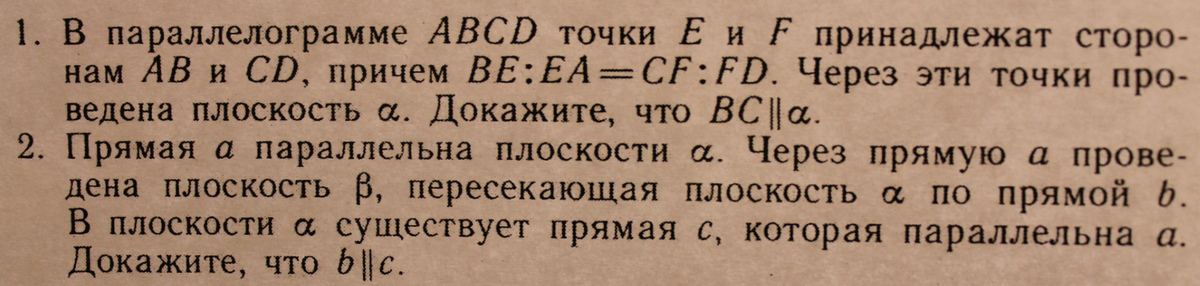 1. В параллелограмме ABCD точки E и F принадлежат сторо-
нам AB и CD, причем BE:EA=CF:FD. Через эти точки про-
ведена плоскость α. Докажите, что BC∥α.
2. Прямая a параллельна плоскости α. Через прямую a прове-
дена плоскость β, пересекающая плоскость α по прямой b.
В плоскости α существует прямая c, которая параллельна a.
Докажите, что b∥c.